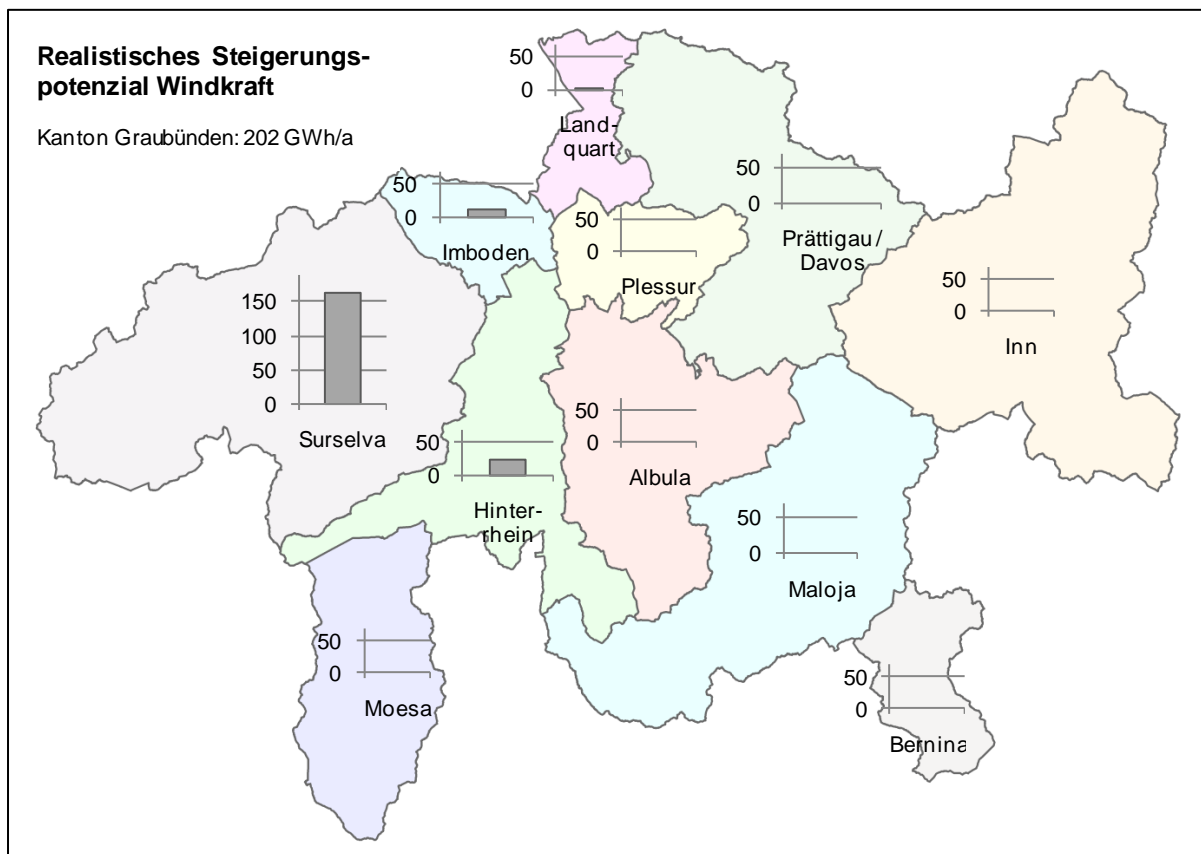 Realistisches Steigerungs-
potenzial Windkraft
Kanton Graubünden: 202 GWh/a
50
0
Land-
quart
50
0
Imboden
50
0
Plessur
50
0
Prättigau/
Davos
50
0
Inn
150
100
50
0
Surselva
50
0
Hinter-
rhein
50
0
Albula
50
0
Maloja
50
0
Moesa
50
0
Bernina